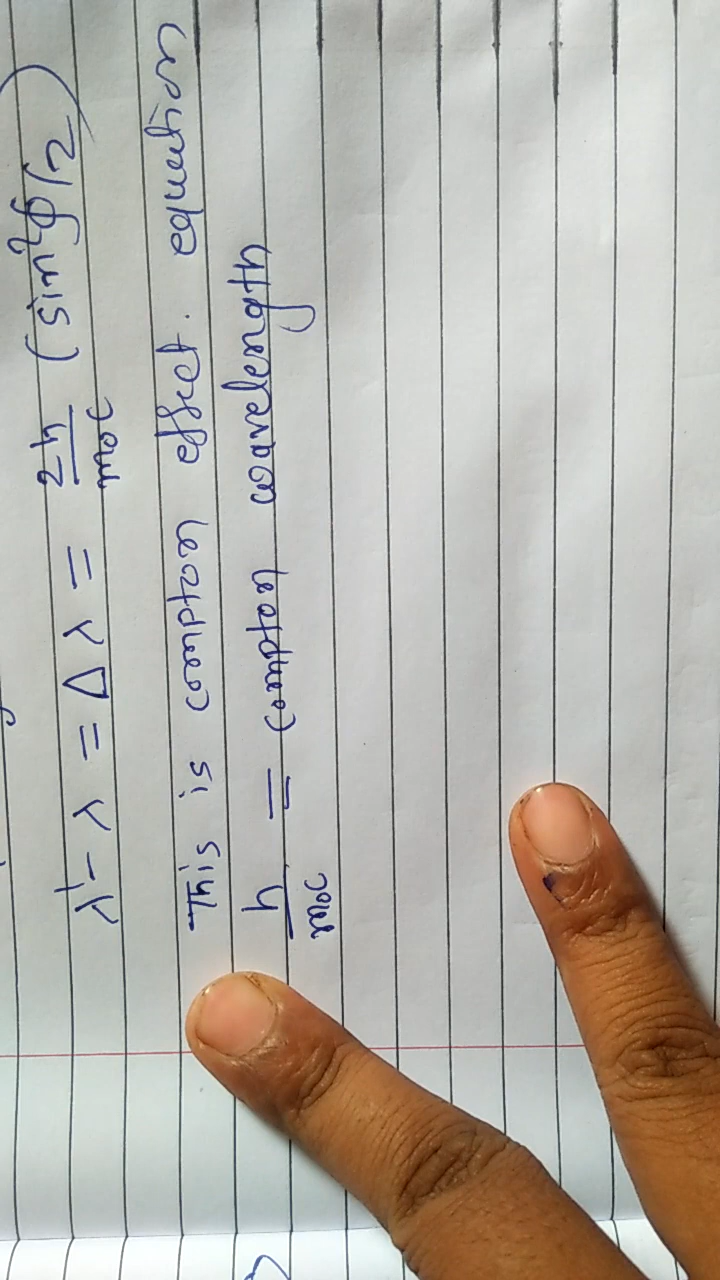 λ' - λ = Δλ = 2h/m₀c (sin²φ/2)
This is compton effect. equation
h/m₀c = compton wavelength